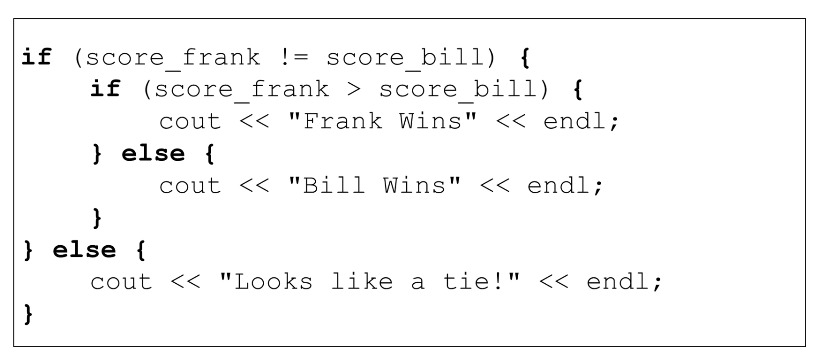 if (score_frank != score_bill) {
    if (score_frank > score_bill) {
        cout << "Frank Wins" << endl;
    } else {
        cout << "Bill Wins" << endl;
    }
} else {
    cout << "Looks like a tie!" << endl;
}